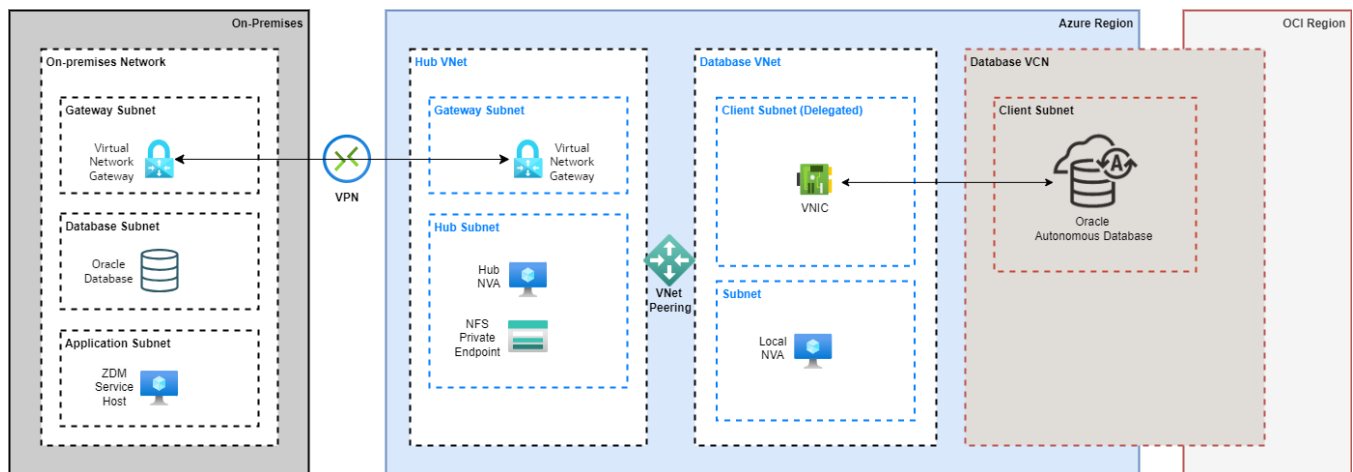 On-Premises
On-premises Network
Gateway Subnet
Virtual
Network
Gateway
Database Subnet
Oracle
Database
Application Subnet
ZDM
Service
Host
VPN
Azure Region
Hub VNet
Gateway Subnet
Virtual
Network
Gateway
Hub Subnet
Hub
NVA
NFS
Private
Endpoint
VNet
Peering
Database VNet
Client Subnet (Delegated)
VNIC
Subnet
Local
NVA
OCI Region
Database VCN
Client Subnet
A
Oracle
Autonomous Database